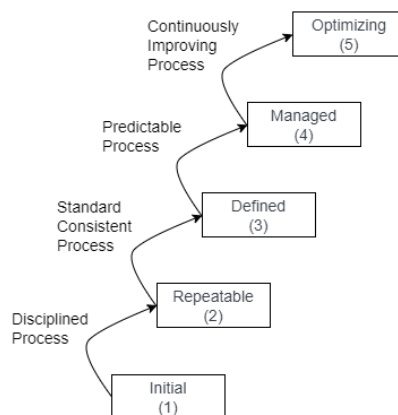 Continuously
Improving
Process
Optimizing
(5)
Predictable
Process
Managed
(4)
Standard
Consistent
Process
Defined
(3)
Disciplined
Process
Repeatable
(2)
Initial
(1)